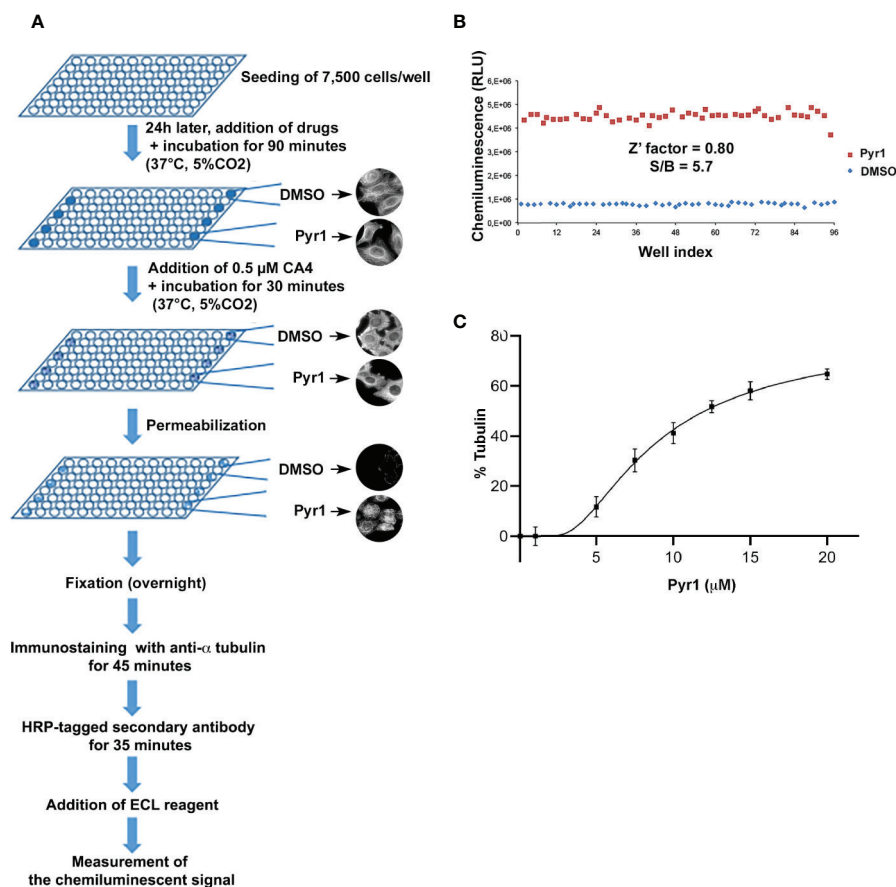 A
Seeding of 7,500 cells/well
24h later, addition of drugs
+ incubation for 90 minutes
(37°C, 5%CO2)
DMSO
Pyr1
Addition of 0.5 µM CA4
+ incubation for 30 minutes
(37°C, 5%CO2)
DMSO
Pyr1
Permeabilization
DMSO
Pyr1
Fixation (overnight)
Immunostaining with anti-α tubulin
for 45 minutes
HRP-tagged secondary antibody
for 35 minutes
Addition of ECL reagent
Measurement of
the chemiluminescent signal
B
Chemiluminescence (RLU)
6,E+06
5,E+06
4,E+06
3,E+06
2,E+06
1,E+06
0,E+00
Z' factor = 0.80
S/B = 5.7
Pyr1
DMSO
0 12 24 36 48 60 72 84 96
Well index
C
% Tubulin
80
60
40
20
0
5 10 15 20
Pyr1 (µM)